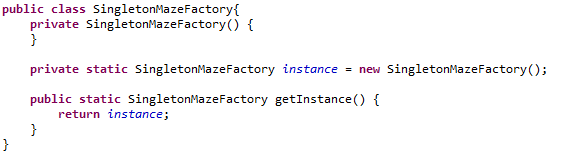 public class SingletonMazeFactory{
    private SingletonMazeFactory() {
    }

    private static SingletonMazeFactory instance = new SingletonMazeFactory();

    public static SingletonMazeFactory getInstance() {
        return instance;
    }
}